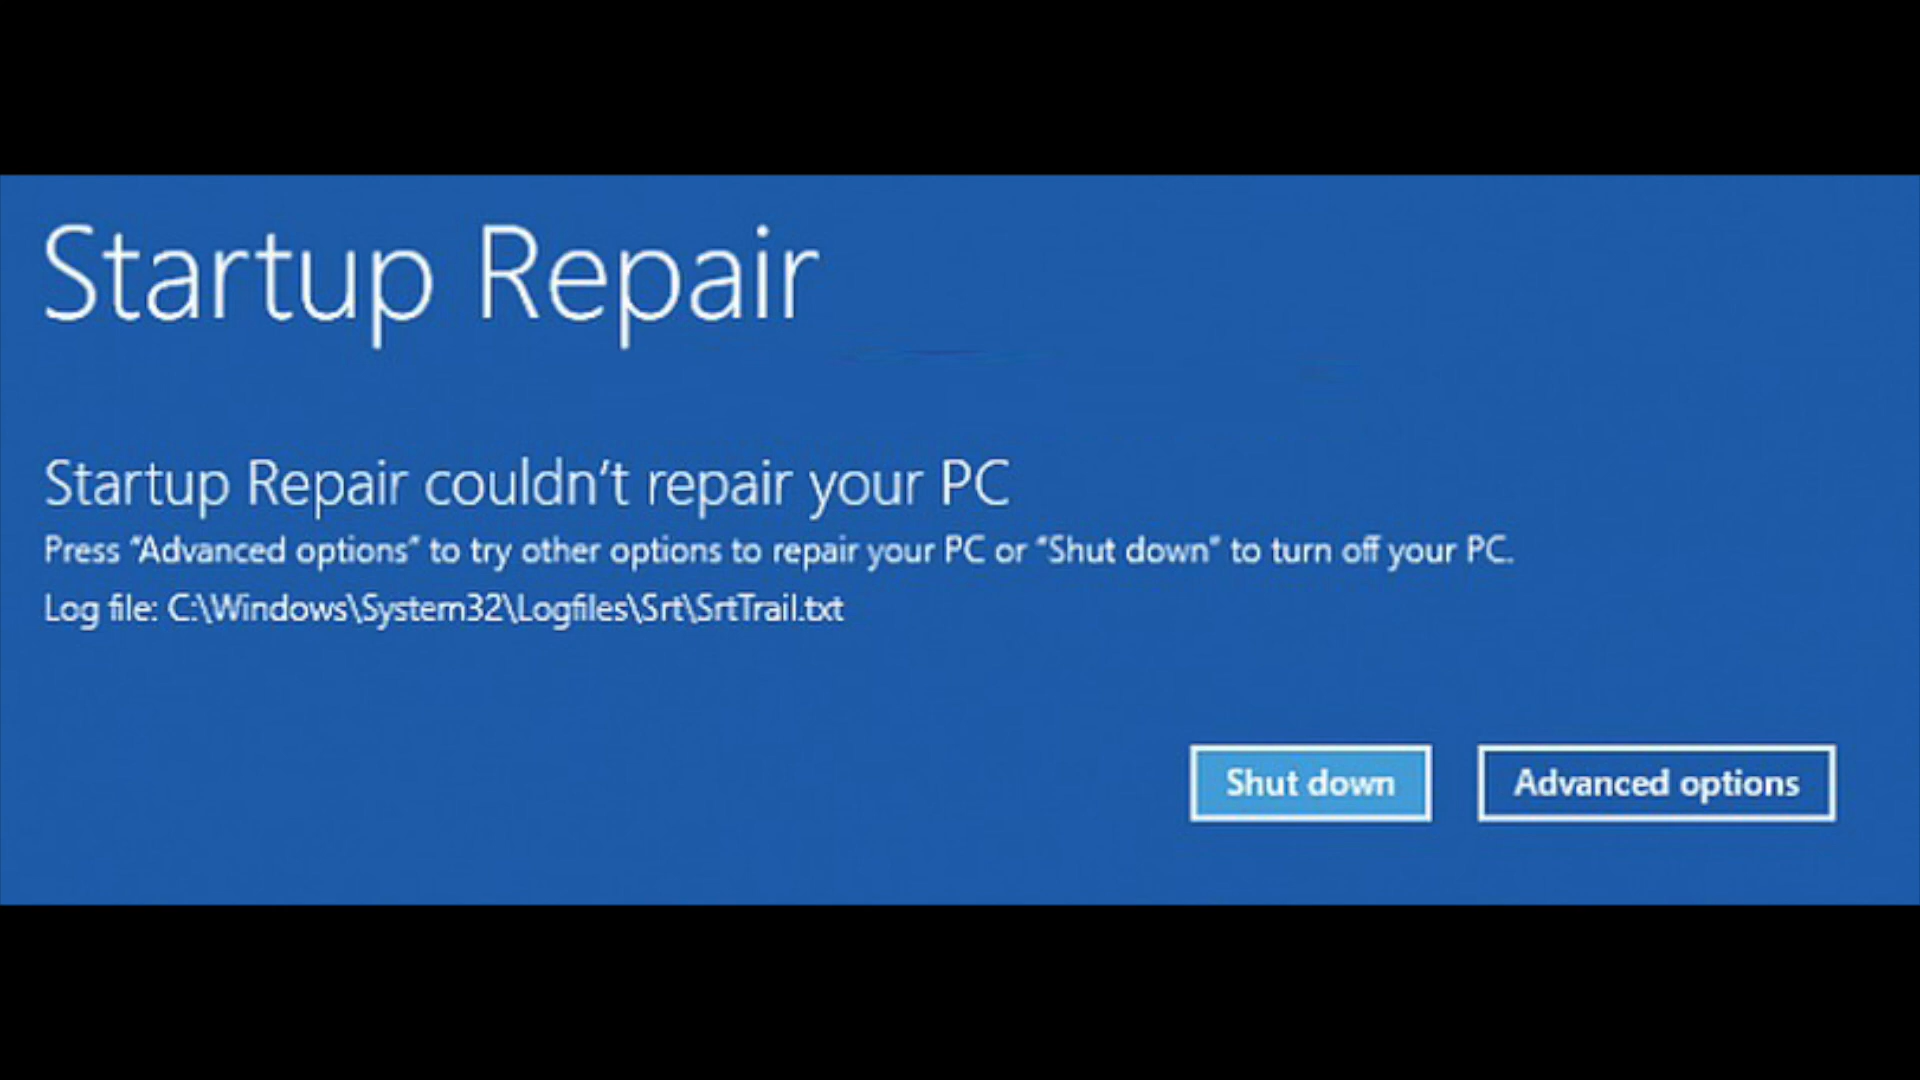 Startup Repair
Startup Repair couldn't repair your PC
Press “Advanced options” to try other options to repair your PC or “Shut down” to turn off your PC.
Log file: C:\Windows\System32\Logfiles\Srt\SrtTrail.txt
Shut down
Advanced options